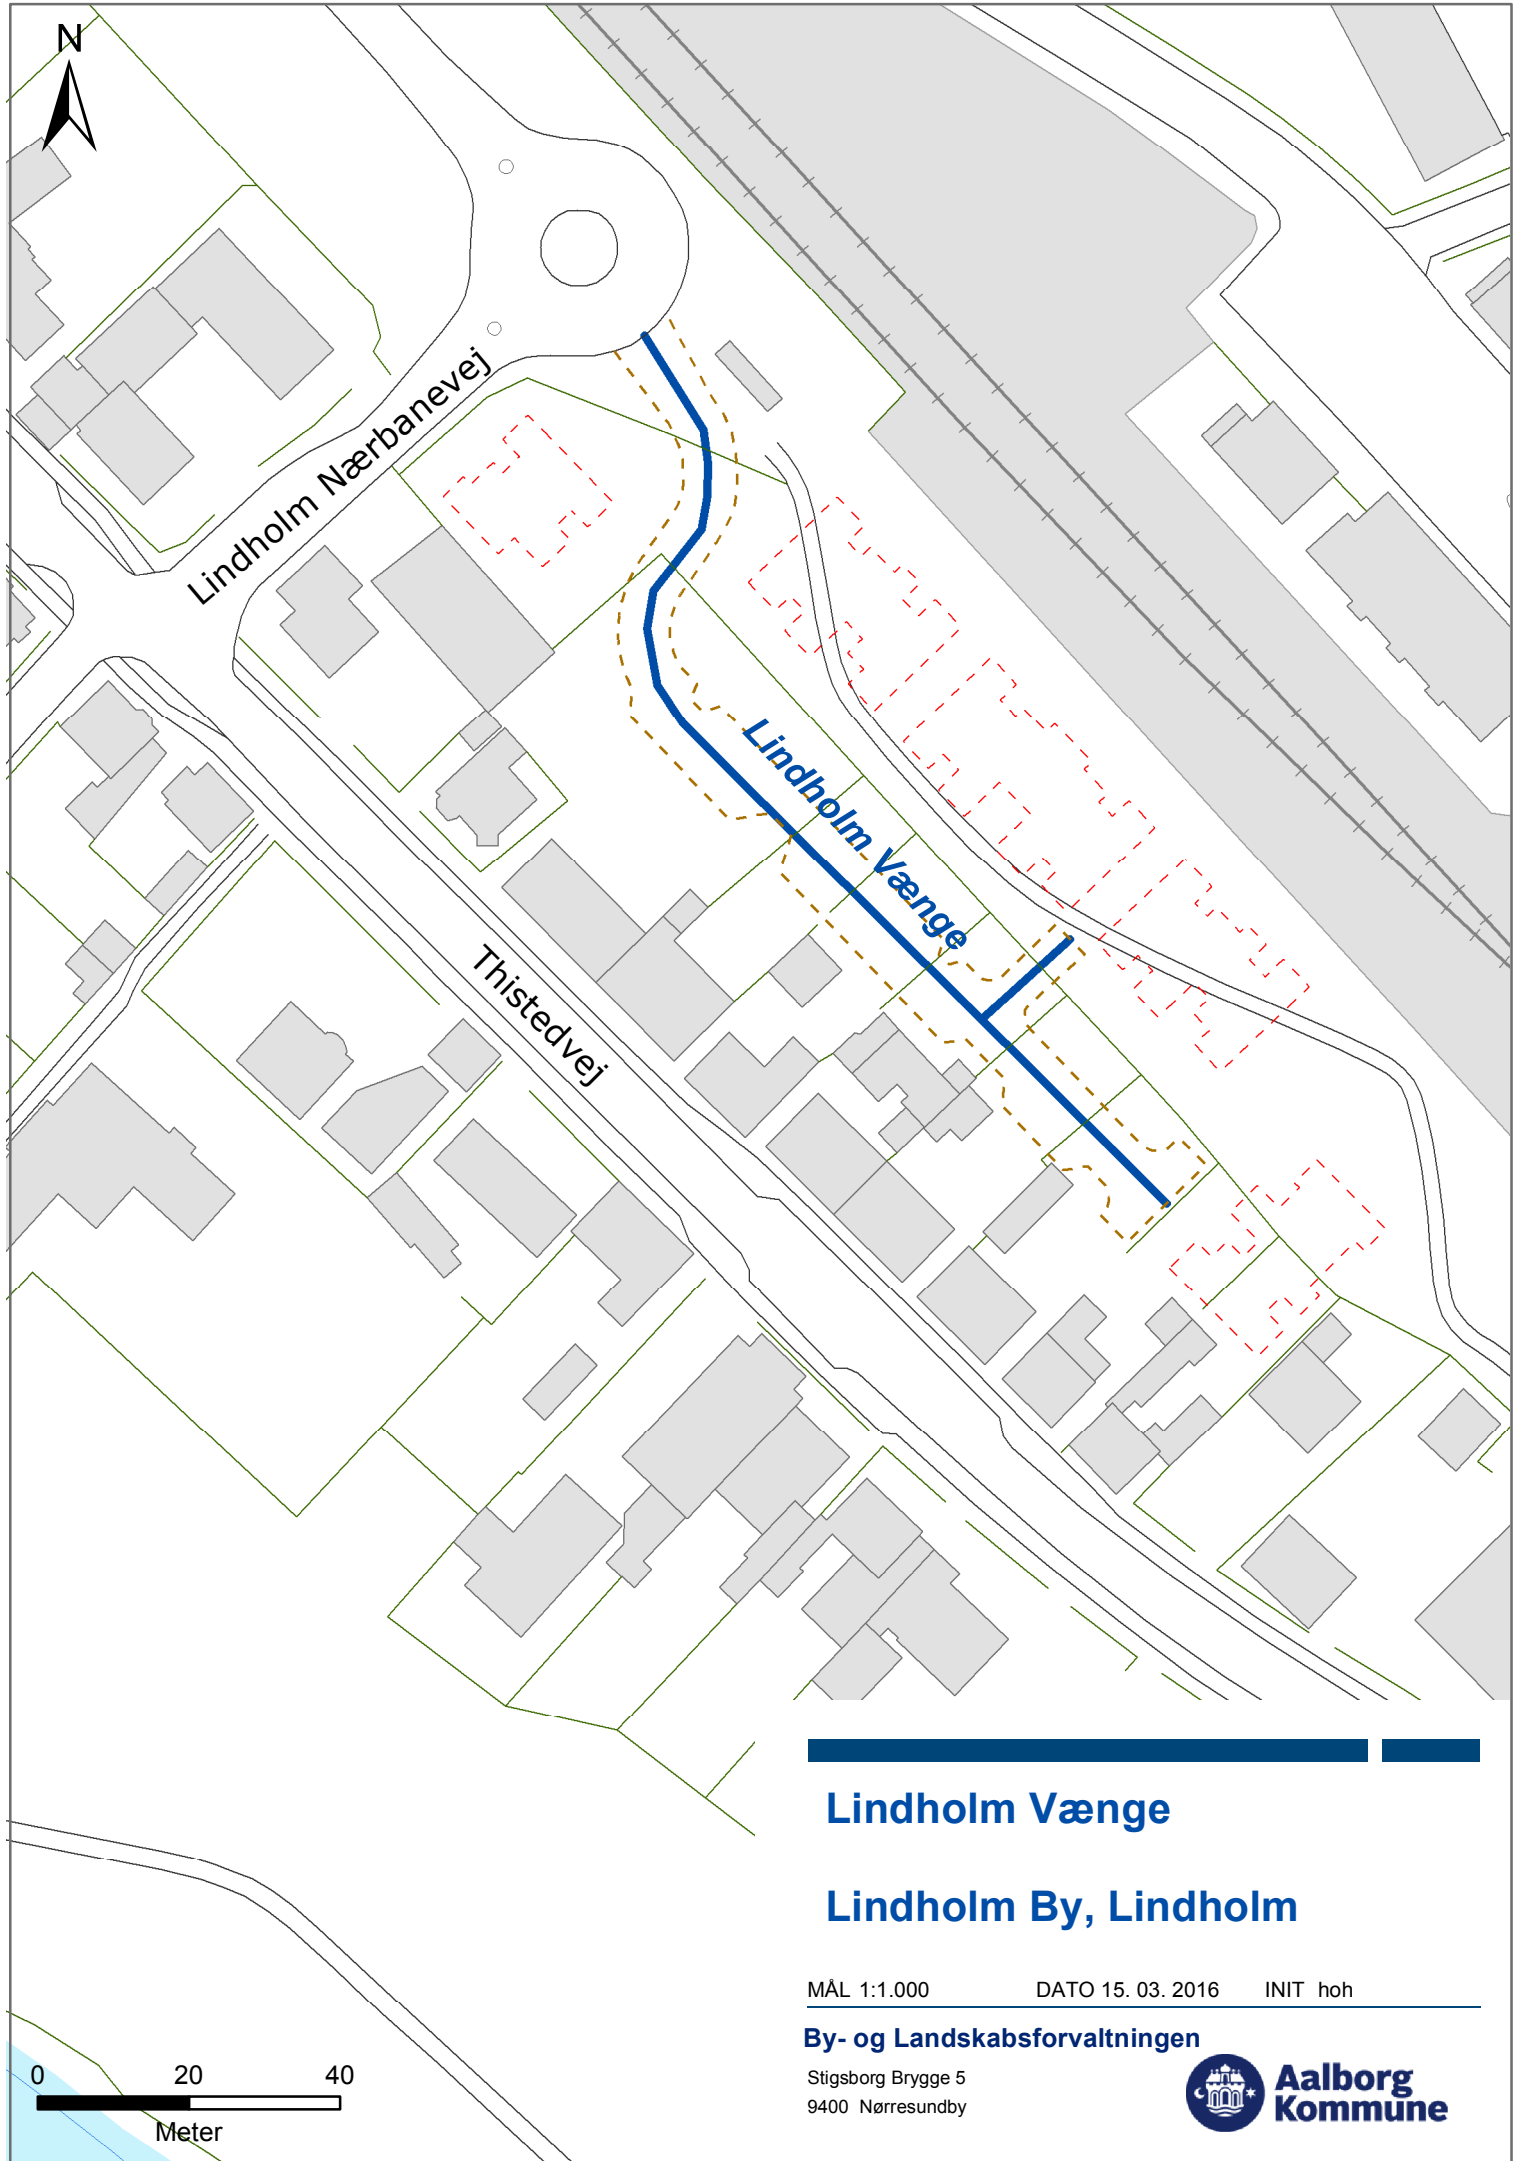 N
Lindholm Nærbanevej
Lindholm Vænge
Thistedvej
Lindholm Vænge
Lindholm By, Lindholm
MÅL 1:1.000 DATO 15. 03. 2016 INIT hoh
By- og Landskabsforvaltningen
Stigsborg Brygge 5
9400 Nørresundby
Aalborg
Kommune
0 20 40
Meter